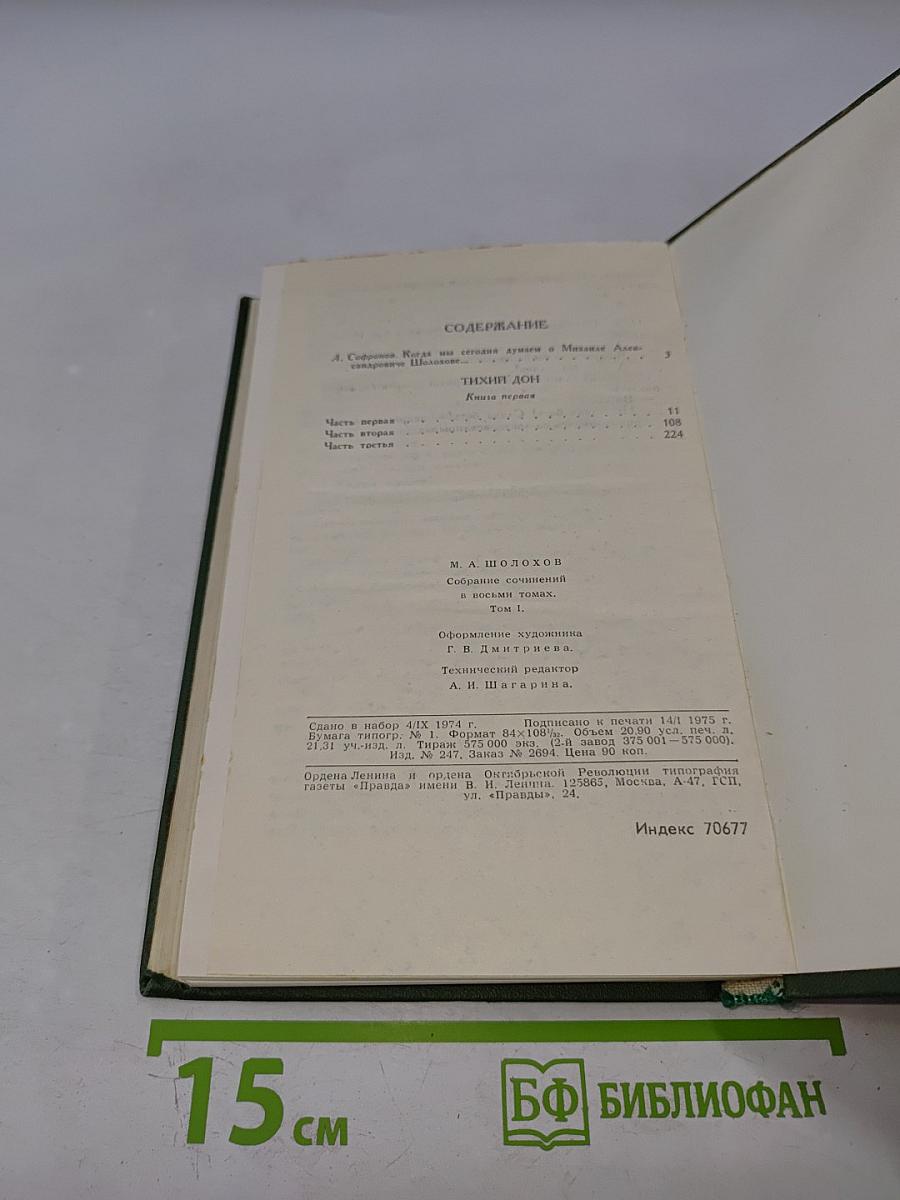 СОДЕРЖАНИЕ
А. Софронов. Когда мы сегодня думаем о Михаиле Алек-
сандровиче Шолохове... . . . . . . . . . . . . 3
ТИХИЙ ДОН
Книга первая
Часть первая . . . . . . . . . . . . . . . . . . 11
Часть вторая . . . . . . . . . . . . . . . . . . 108
Часть третья . . . . . . . . . . . . . . . . . . 224
М. А. ШОЛОХОВ
Собрание сочинений
в восьми томах.
Том I.
Оформление художника
Г. В. Дмитриева.
Технический редактор
А. И. Шагарина.
Сдано в набор 4/IX 1974 г. Подписано к печати 14/I 1975 г.
Бумага типогр. № 1. Формат 84×108¹/₃₂. Объем 20,90 усл. печ. л.
21,31 уч.-изд. л. Тираж 575 000 экз. (2-й завод 375 001—575 000).
Изд. № 247. Заказ № 2694. Цена 90 коп.
Ордена Ленина и ордена Октябрьской Революции типография
газеты «Правда» имени В. И. Ленина. 125865, Москва, А-47, ГСП,
ул. «Правды», 24.
Индекс 70677
15 см
БФ БИБЛИОФАН